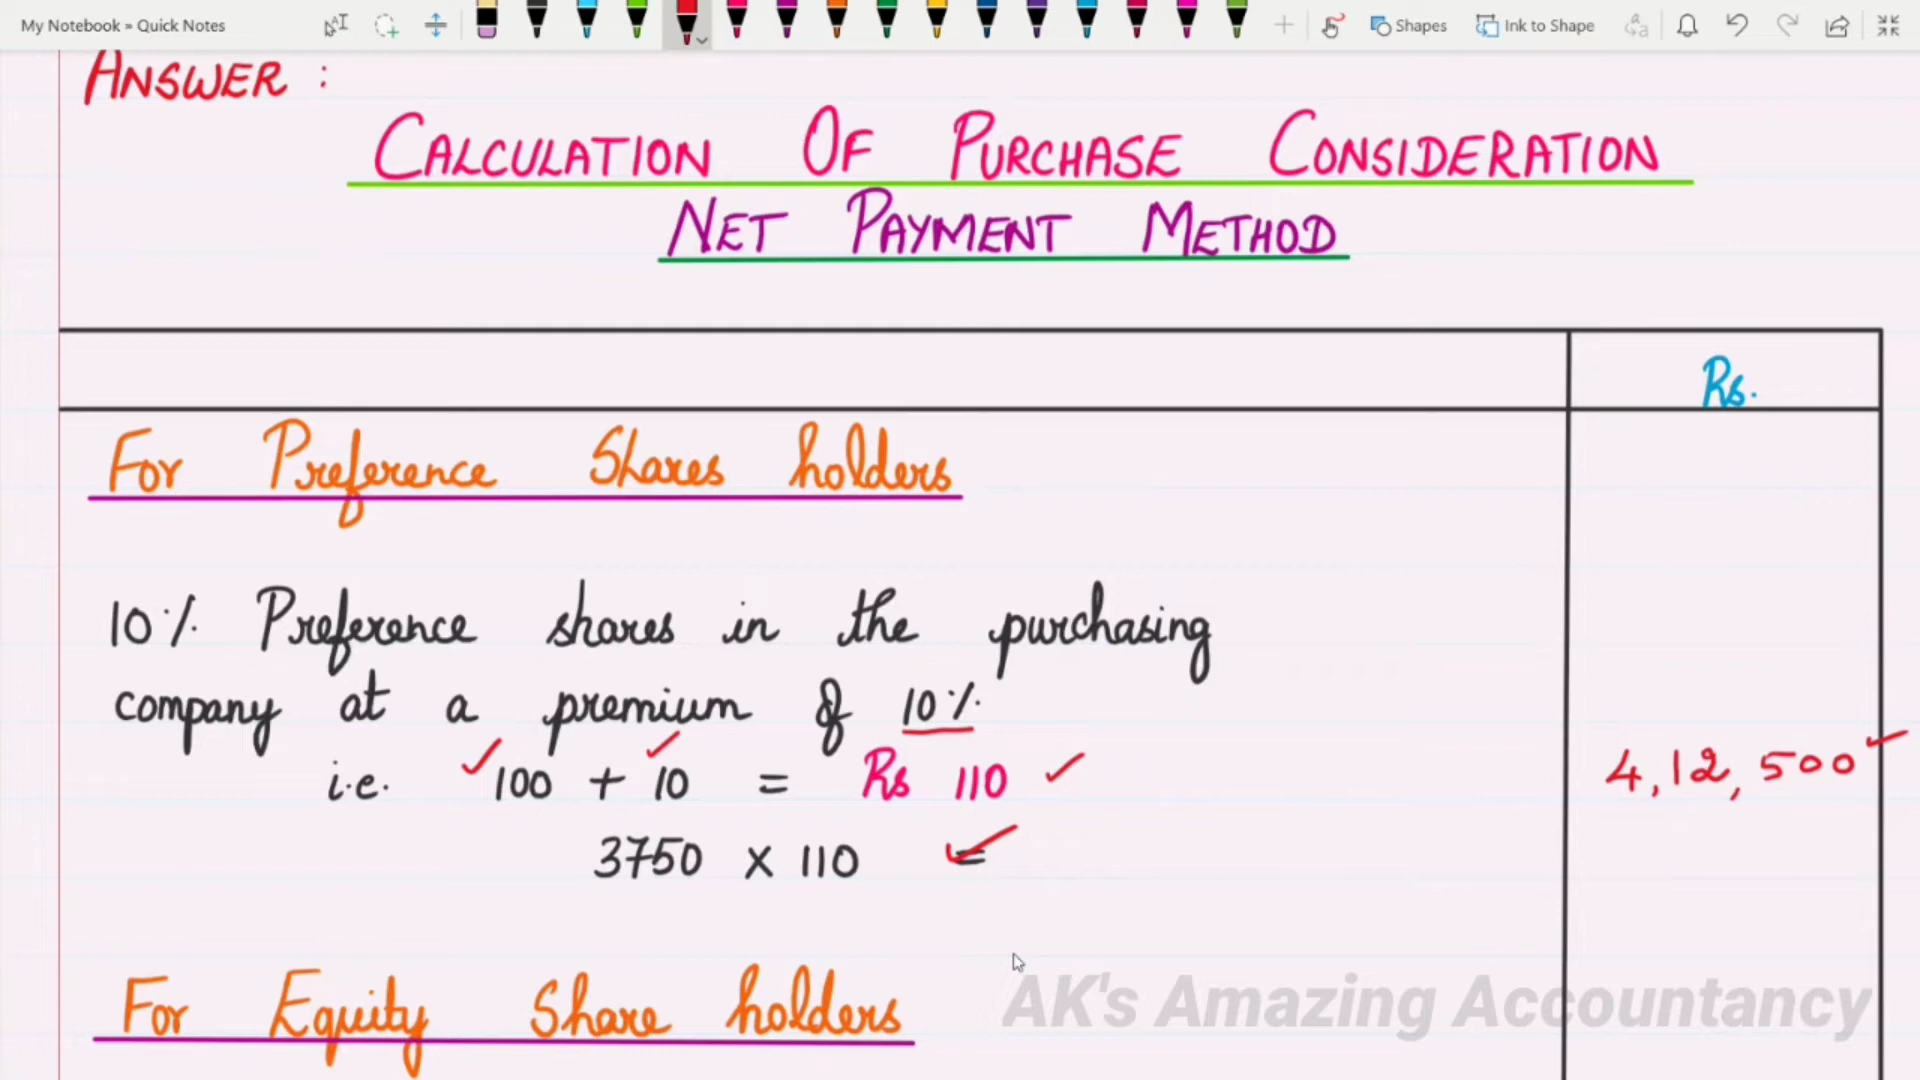 My Notebook » Quick Notes
Shapes
Ink to Shape
ANSWER :
CALCULATION OF PURCHASE CONSIDERATION
NET PAYMENT METHOD
Rs.
For Preference Shares holders
10% Preference shares in the purchasing
company at a premium of 10%
i.e. 100 + 10 = Rs 110
4,12,500
3750 x 110 =
For Equity Share holders
AK's Amazing Accountancy